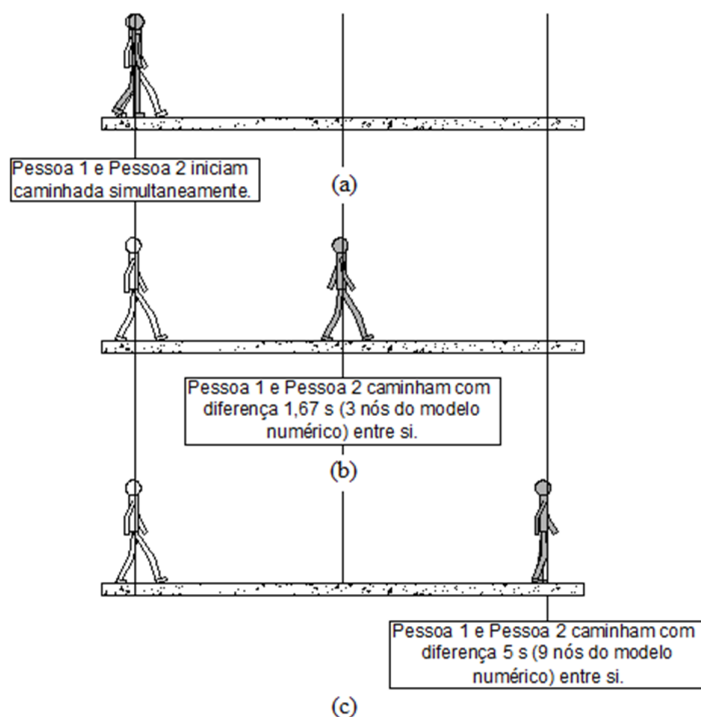 Pessoa 1 e Pessoa 2 iniciam
caminhada simultaneamente.
(a)
Pessoa 1 e Pessoa 2 caminham com
diferença 1,67 s (3 nós do modelo
numérico) entre si.
(b)
Pessoa 1 e Pessoa 2 caminham com
diferença 5 s (9 nós do modelo
numérico) entre si.
(c)